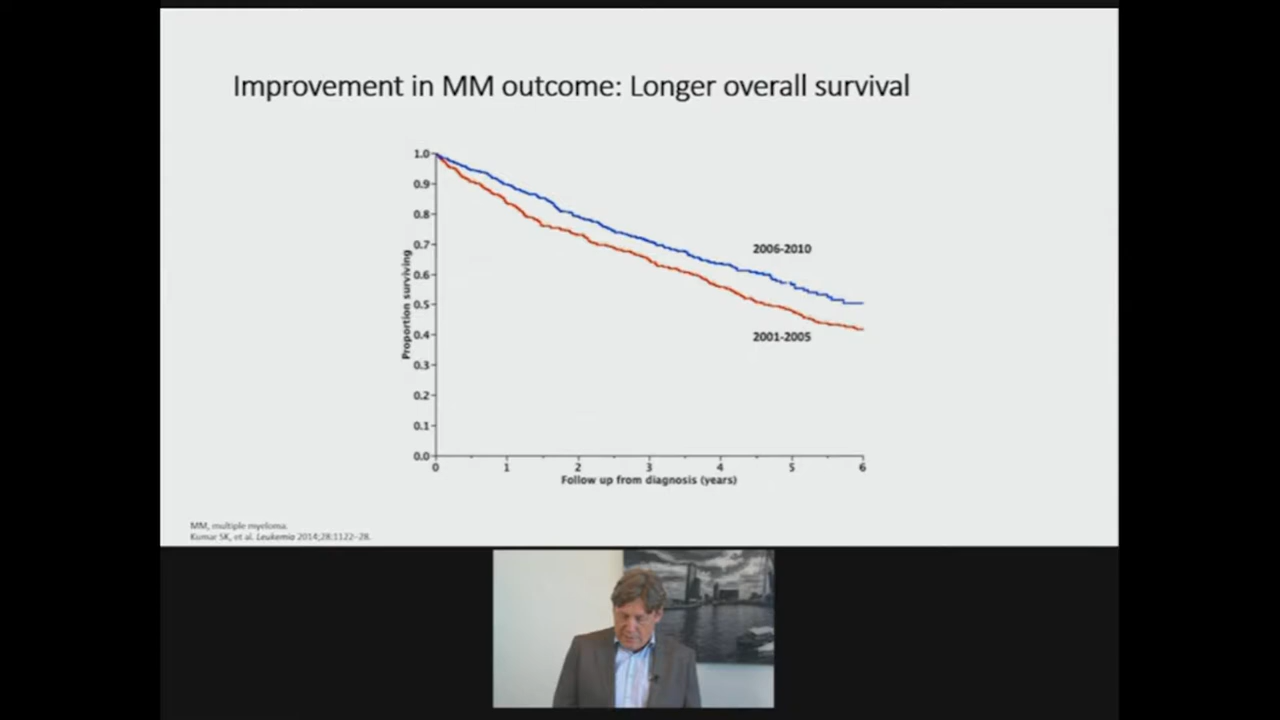 Improvement in MM outcome: Longer overall survival
1.0
0.9
0.8
0.7
0.6
0.5
0.4
0.3
0.2
0.1
0.0
Proportion surviving
2006-2010
2001-2005
0 1 2 3 4 5 6
Follow up from diagnosis (years)
MM, multiple myeloma.
Kumar SK, et al. Leukemia 2014;28:1122–28.